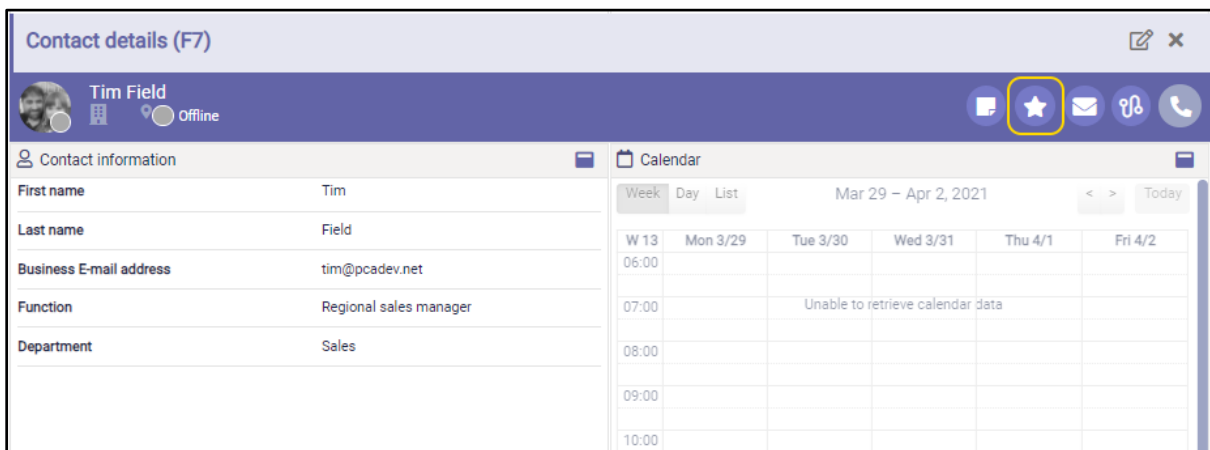 Contact details (F7)
Tim Field
Offline
Contact information
First name Tim
Last name Field
Business E-mail address tim@pcadev.net
Function Regional sales manager
Department Sales
Calendar
Week Day List Mar 29 – Apr 2, 2021 < > Today
W 13 Mon 3/29 Tue 3/30 Wed 3/31 Thu 4/1 Fri 4/2
06:00
07:00 Unable to retrieve calendar data
08:00
09:00
10:00